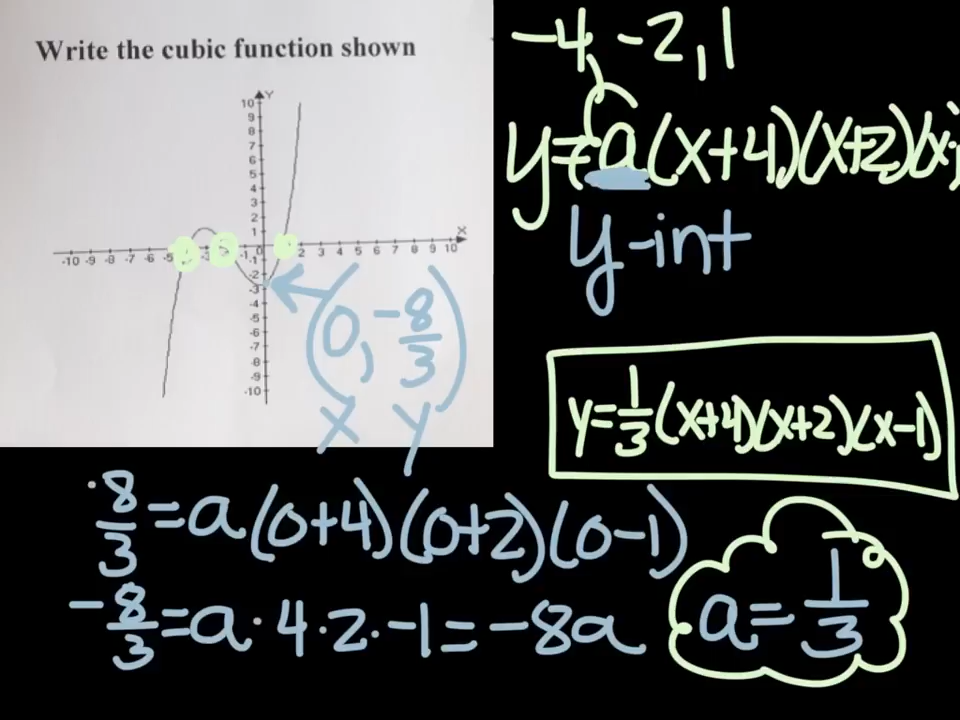 Write the cubic function shown
-4, -2, 1
y = a(x+4)(x+2)(x-
y-int
Y
10
9
8
7
6
5
4
3
2
1
X
-10 -9 -8 -7 -6 -5 -1 0 2 3 4 5 6 7 8 9 10
-1
-2
-3
-4
-5
-6
-7
-8
-9
-10
(0, -8/3)
x y
y = 1/3 (x+4)(x+2)(x-1)
-8/3 = a(0+4)(0+2)(0-1)
-8/3 = a·4·2·-1 = -8a
a = 1/3